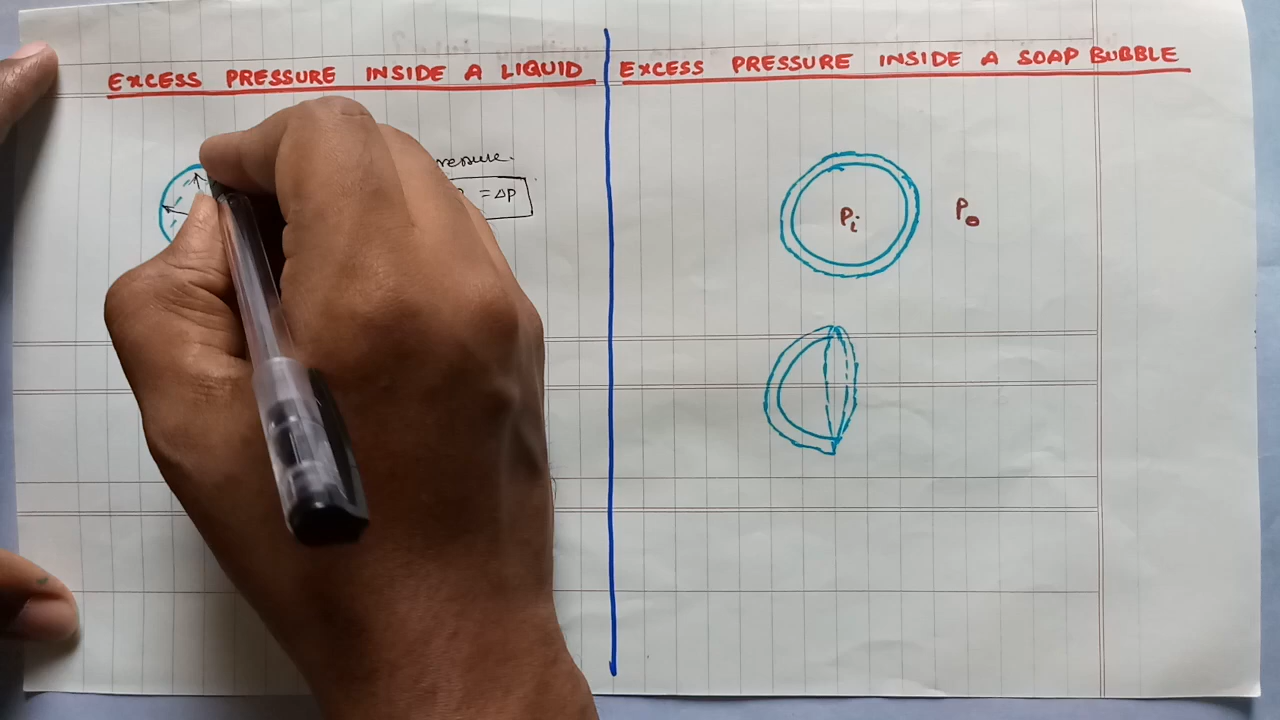 EXCESS PRESSURE INSIDE A LIQUID
= ΔP
EXCESS PRESSURE INSIDE A SOAP BUBBLE
Pi
Po